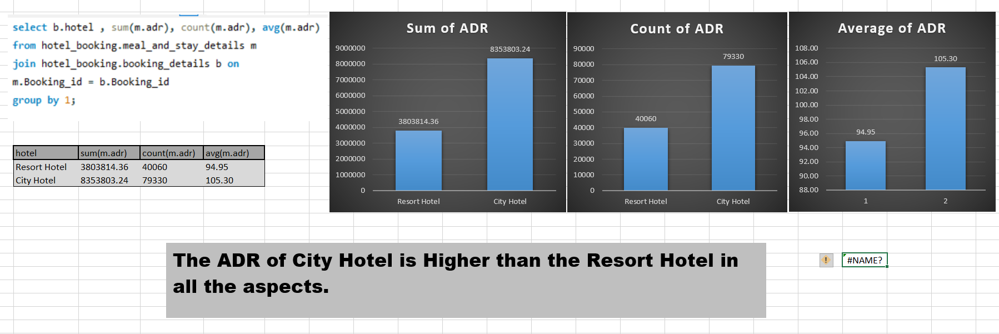 select b.hotel , sum(m.adr), count(m.adr), avg(m.adr)
from hotel_booking.meal_and_stay_details m
join hotel_booking.booking_details b on
m.Booking_id = b.Booking_id
group by 1;
hotel sum(m.adr) count(m.adr) avg(m.adr)
Resort Hotel 3803814.36 40060 94.95
City Hotel 8353803.24 79330 105.30
Sum of ADR
9000000
8000000
7000000
6000000
5000000
4000000
3000000
2000000
1000000
0
3803814.36
8353803.24
Resort Hotel City Hotel
Count of ADR
90000
80000
70000
60000
50000
40000
30000
20000
10000
0
40060
79330
Resort Hotel City Hotel
Average of ADR
108.00
106.00
104.00
102.00
100.00
98.00
96.00
94.00
92.00
90.00
88.00
94.95
105.30
1 2
The ADR of City Hotel is Higher than the Resort Hotel in
all the aspects.
! #NAME?